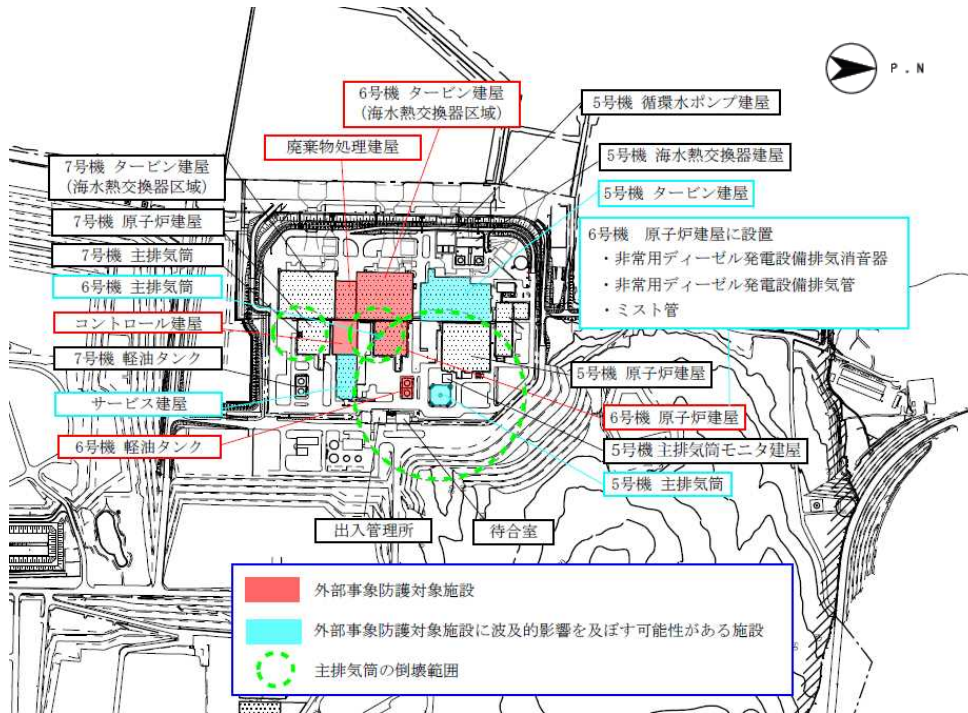 P.N
6号機 タービン建屋
（海水熱交換器区域）
5号機 循環水ポンプ建屋
廃棄物処理建屋
5号機 海水熱交換器建屋
7号機 タービン建屋
（海水熱交換器区域）
5号機 タービン建屋
7号機 原子炉建屋
6号機 原子炉建屋に設置
・非常用ディーゼル発電設備排気消音器
・非常用ディーゼル発電設備排気管
・ミスト管
7号機 主排気筒
6号機 主排気筒
コントロール建屋
7号機 軽油タンク
5号機 原子炉建屋
サービス建屋
6号機 原子炉建屋
6号機 軽油タンク
5号機 主排気筒モニタ建屋
5号機 主排気筒
出入管理所
待合室
外部事象防護対象施設
外部事象防護対象施設に波及的影響を及ぼす可能性がある施設
主排気筒の倒壊範囲